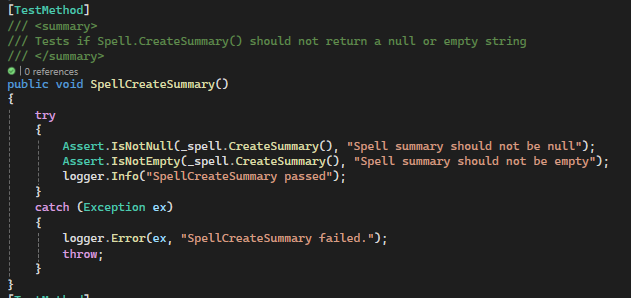 [TestMethod]
/// <summary>
/// Tests if Spell.CreateSummary() should not return a null or empty string
/// </summary>
| 0 references
public void SpellCreateSummary()
{
try
{
Assert.IsNotNull(_spell.CreateSummary(), "Spell summary should not be null");
Assert.IsNotEmpty(_spell.CreateSummary(), "Spell summary should not be empty");
logger.Info("SpellCreateSummary passed");
}
catch (Exception ex)
{
logger.Error(ex, "SpellCreateSummary failed.");
throw;
}
}
[TestMethod]